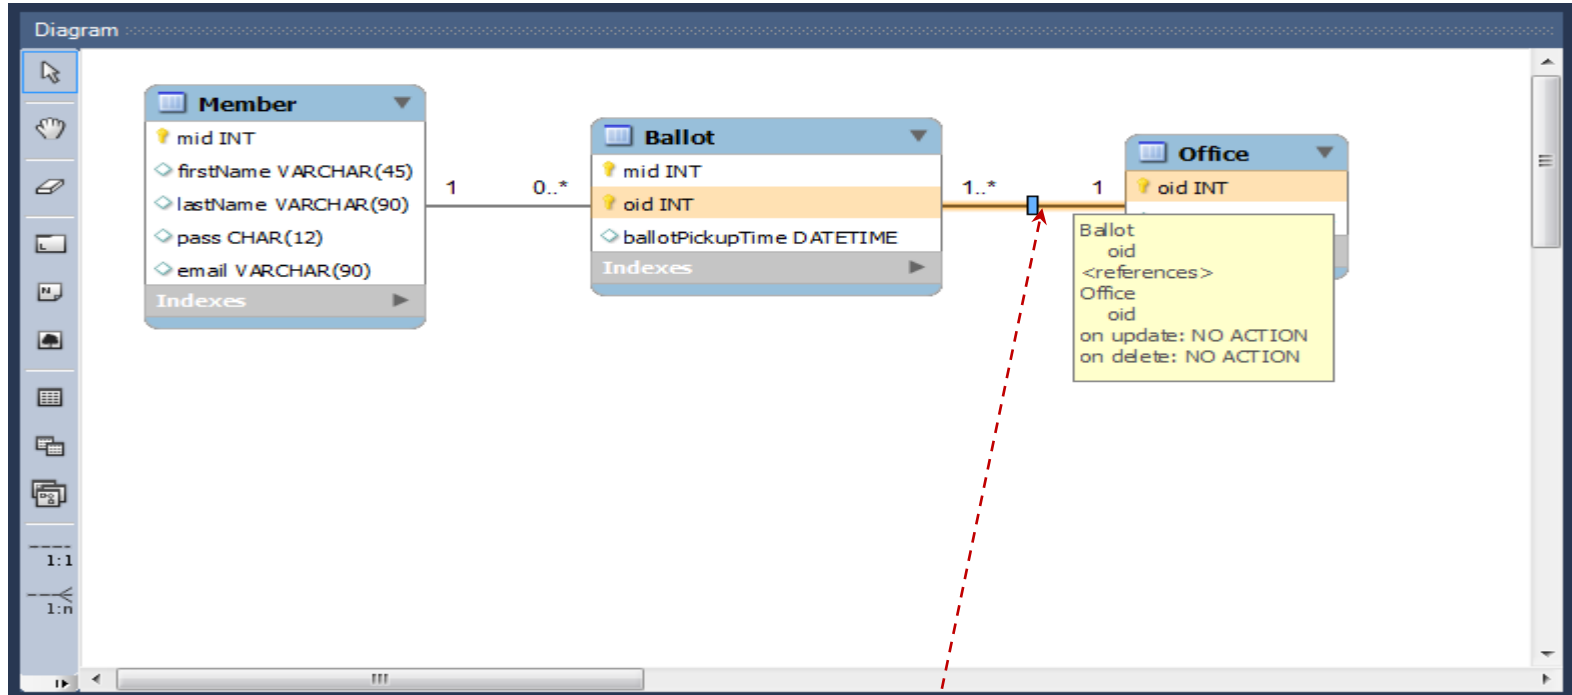 Diagram
Member
mid INT
firstName VARCHAR(45)
lastName VARCHAR(90)
pass CHAR(12)
email VARCHAR(90)
Indexes
1
0..*
Ballot
mid INT
oid INT
ballotPickupTime DATETIME
Indexes
1..*
1
Office
oid INT
Ballot
oid
<references>
Office
oid
on update: NO ACTION
on delete: NO ACTION
1:1
1:n